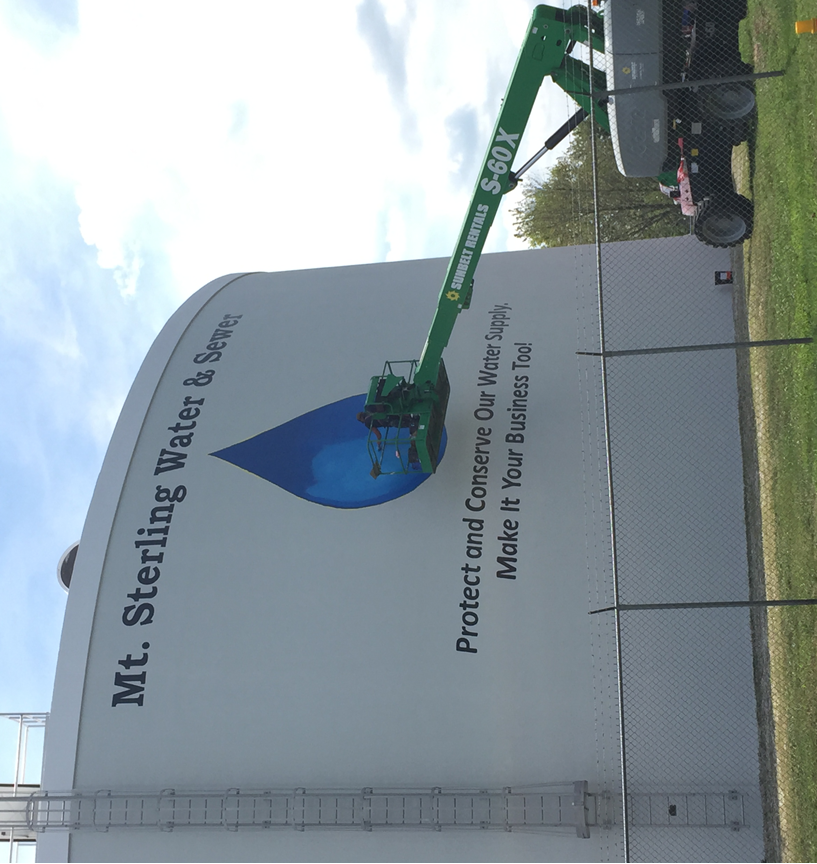 Mt. Sterling Water & Sewer
Protect and Conserve Our Water Supply.
Make It Your Business Too!
SUNBELT RENTALS S-60X